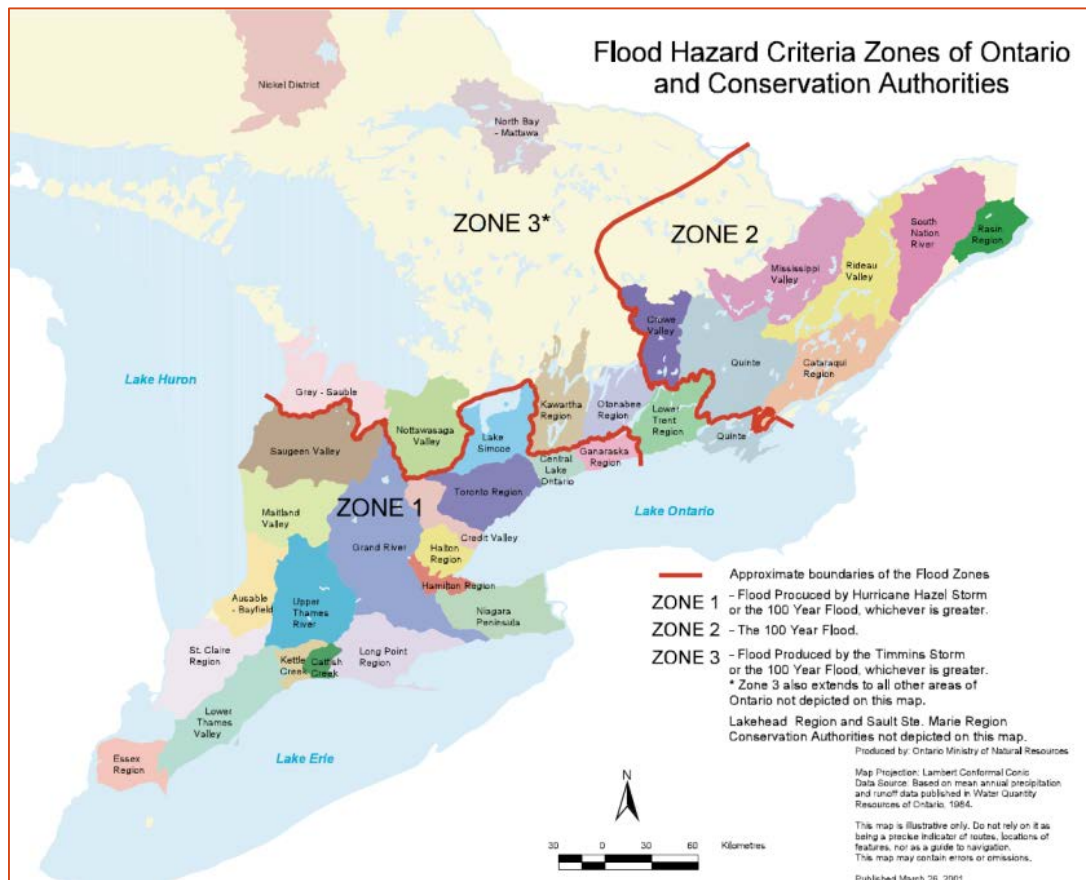 Flood Hazard Criteria Zones of Ontario
and Conservation Authorities
Nickel District
North Bay
- Mattawa
ZONE 3*
ZONE 2
South
Nation
River
Rasin
Region
Mississippi
Valley
Rideau
Valley
Crowe
Valley
Quinte
Cataraqui
Region
Lake Huron
Grey - Sauble
Nottawasaga
Valley
Lake
Simcoe
Kawartha
Region
Otonabee
Region
Lower
Trent
Region
Quinte
Saugeen Valley
Central
Lake
Ontario
Ganaraska
Region
Toronto Region
ZONE 1
Lake Ontario
Maitland
Valley
Grand River
Credit Valley
Halton
Region
Hamilton Region
Ausable
- Bayfield
Upper
Thames
River
Niagara
Peninsula
St. Claire
Region
Kettle
Creek
Catfish
Creek
Long Point
Region
Lower
Thames
Valley
Essex
Region
Lake Erie
Approximate boundaries of the Flood Zones
ZONE 1 - Flood Produced by Hurricane Hazel Storm
or the 100 Year Flood, whichever is greater.
ZONE 2 - The 100 Year Flood.
ZONE 3 - Flood Produced by the Timmins Storm
or the 100 Year Flood, whichever is greater.
* Zone 3 also extends to all other areas of
Ontario not depicted on this map.
Lakehead Region and Sault Ste. Marie Region
Conservation Authorities not depicted on this map.
Produced by: Ontario Ministry of Natural Resources
Map Projection: Lambert Conformal Conic
Data Source: Based on mean annual precipitation
and runoff data published in Water Quantity
Resources of Ontario, 1984.
This map is illustrative only. Do not rely on it as
being a precise indicator of routes, locations of
features, nor as a guide to navigation.
This map may contain errors or omissions.
Published March 26, 2001
N
30 0 30 60 Kilometres